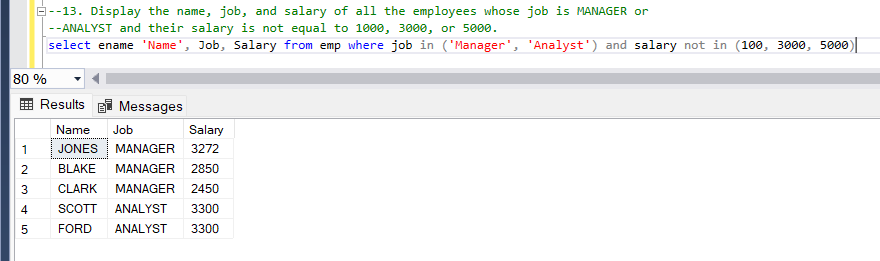 --13. Display the name, job, and salary of all the employees whose job is MANAGER or
--ANALYST and their salary is not equal to 1000, 3000, or 5000.
select ename 'Name', Job, Salary from emp where job in ('Manager', 'Analyst') and salary not in (100, 3000, 5000)
80 %
Results Messages
Name Job Salary
1 JONES MANAGER 3272
2 BLAKE MANAGER 2850
3 CLARK MANAGER 2450
4 SCOTT ANALYST 3300
5 FORD ANALYST 3300